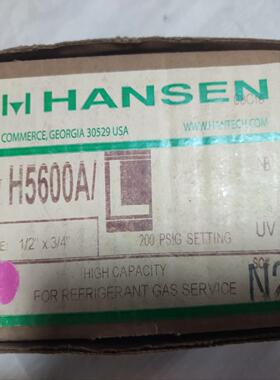 HANSEN
COMMERCE, GEORGIA 30529 USA
WWW.HANTECH.COM
H5600A/ L
NB
1/2" x 3/4"
200 PSIG SETTING
UV
HIGH CAPACITY
FOR REFRIGERANT GAS SERVICE